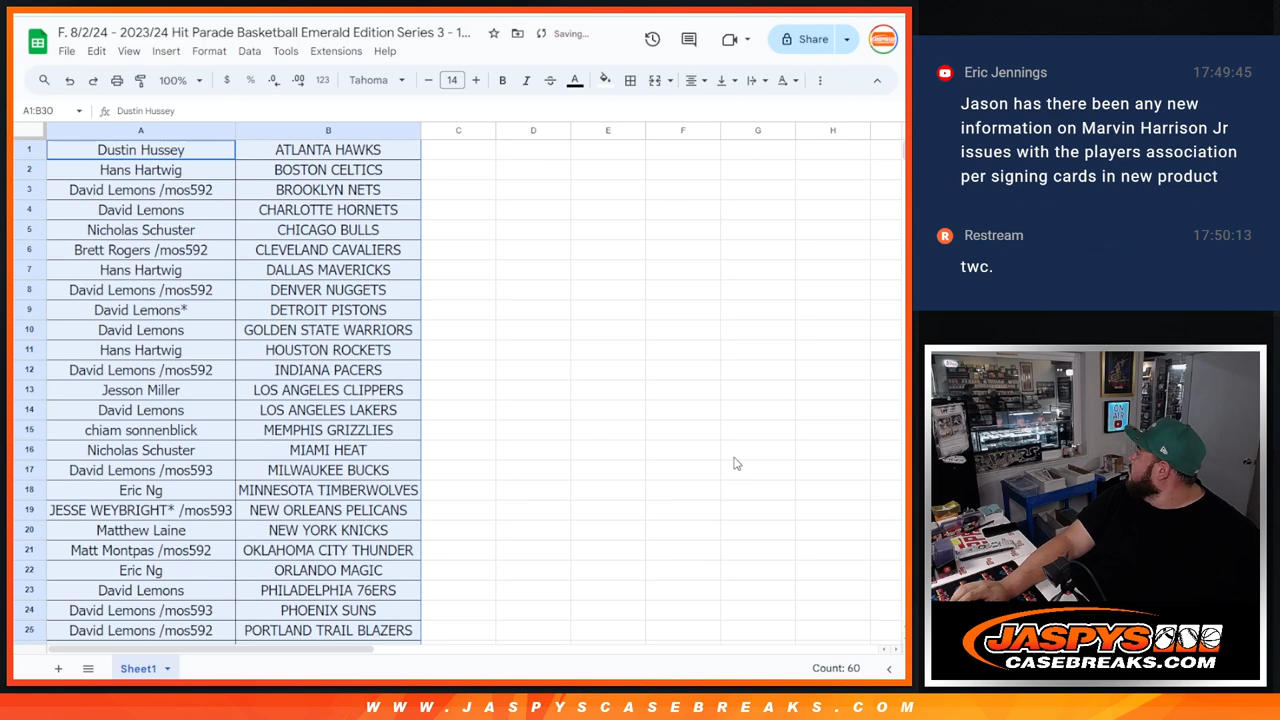 F. 8/2/24 - 2023/24 Hit Parade Basketball Emerald Edition Series 3 - 1...
Saving...
Share
File Edit View Insert Format Data Tools Extensions Help
100% $ % .0 .00 123 Tahoma 14 B I A
A1:B30 fx Dustin Hussey
A B C D E F G H
1 Dustin Hussey ATLANTA HAWKS
2 Hans Hartwig BOSTON CELTICS
3 David Lemons /mos592 BROOKLYN NETS
4 David Lemons CHARLOTTE HORNETS
5 Nicholas Schuster CHICAGO BULLS
6 Brett Rogers /mos592 CLEVELAND CAVALIERS
7 Hans Hartwig DALLAS MAVERICKS
8 David Lemons /mos592 DENVER NUGGETS
9 David Lemons* DETROIT PISTONS
10 David Lemons GOLDEN STATE WARRIORS
11 Hans Hartwig HOUSTON ROCKETS
12 David Lemons /mos592 INDIANA PACERS
13 Jesson Miller LOS ANGELES CLIPPERS
14 David Lemons LOS ANGELES LAKERS
15 chiam sonnenblick MEMPHIS GRIZZLIES
16 Nicholas Schuster MIAMI HEAT
17 David Lemons /mos593 MILWAUKEE BUCKS
18 Eric Ng MINNESOTA TIMBERWOLVES
19 JESSE WEYBRIGHT* /mos593 NEW ORLEANS PELICANS
20 Matthew Laine NEW YORK KNICKS
21 Matt Montpas /mos592 OKLAHOMA CITY THUNDER
22 Eric Ng ORLANDO MAGIC
23 David Lemons PHILADELPHIA 76ERS
24 David Lemons /mos593 PHOENIX SUNS
25 David Lemons /mos592 PORTLAND TRAIL BLAZERS
Sheet1
Count: 60
Eric Jennings 17:49:45
Jason has there been any new
information on Marvin Harrison Jr
issues with the players association
per signing cards in new product
Restream 17:50:13
twc.
ON
AIR
JASPYS
CASEBREAKS.COM
WWW.JASPYSCASEBREAKS.COM